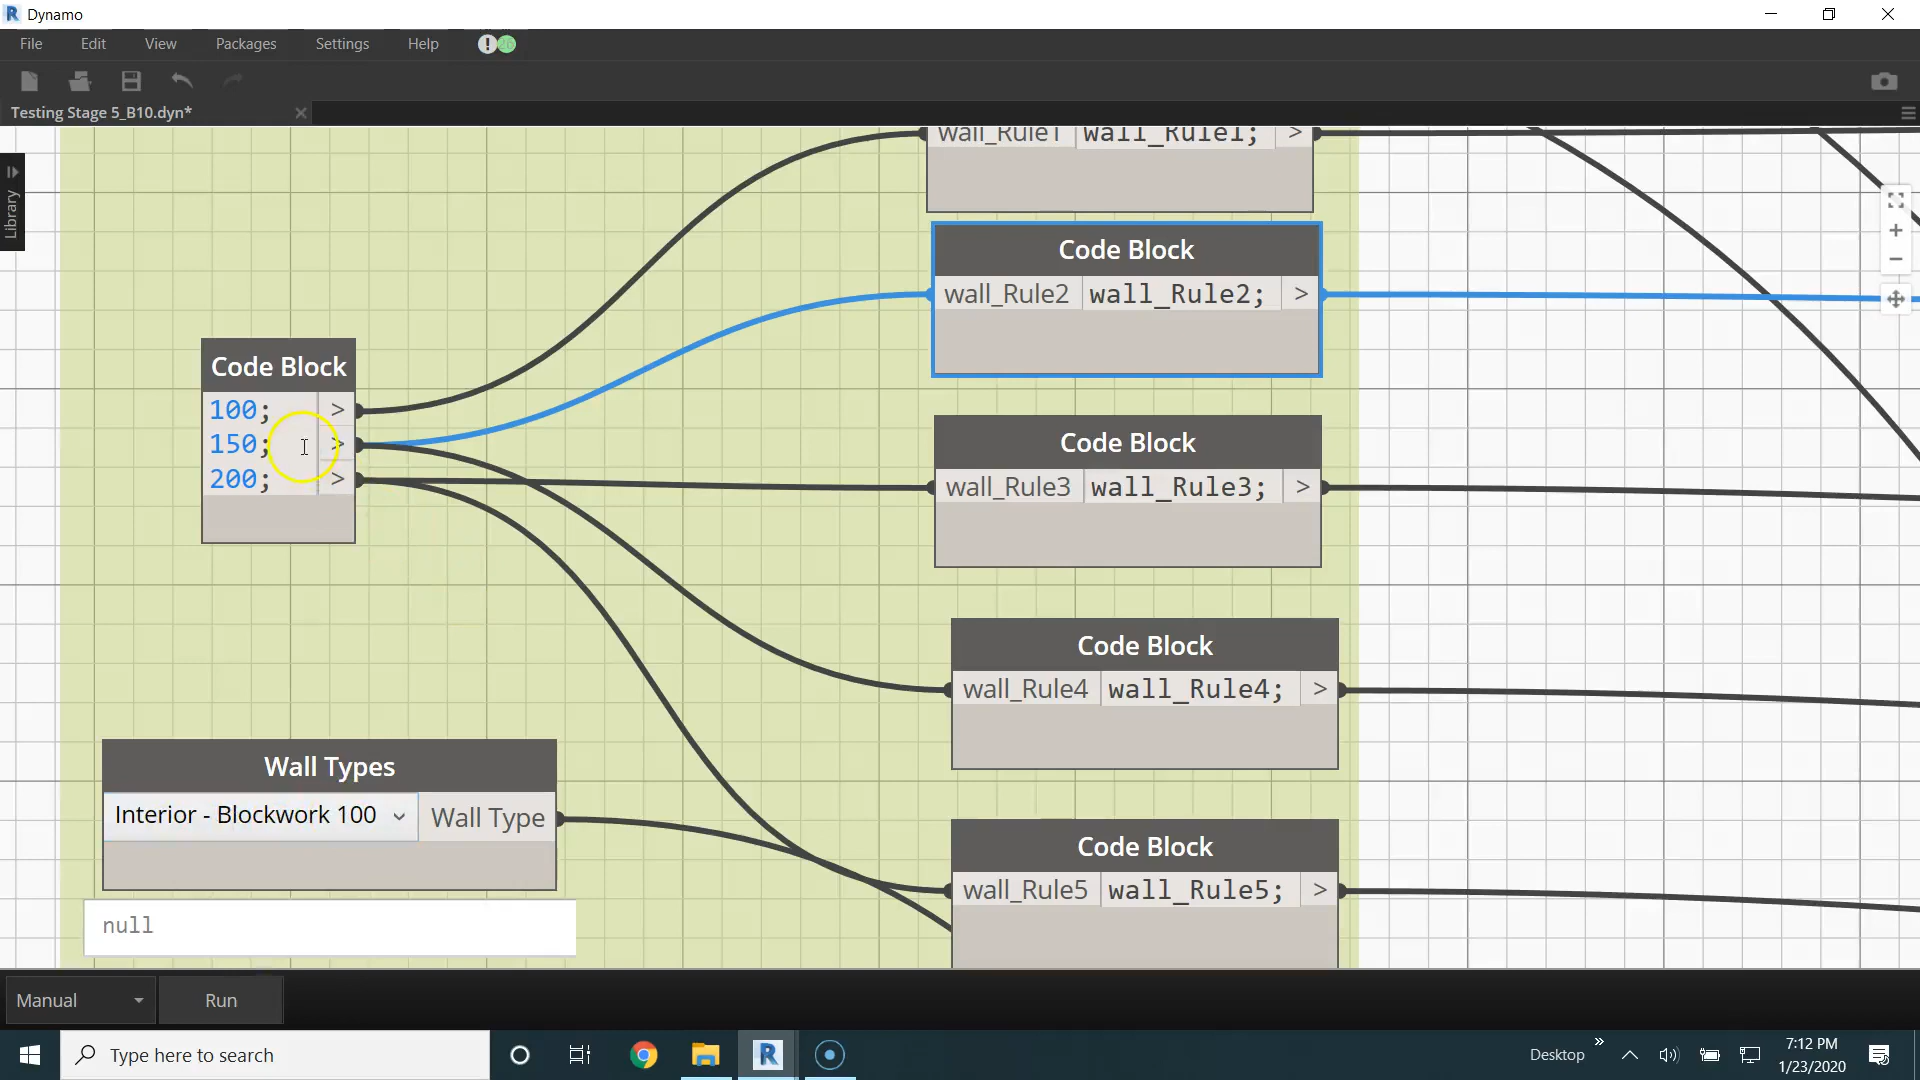 Dynamo
File Edit View Packages Settings Help !
Testing Stage 5_B10.dyn*
Library
wall_Rule1 wall_Rule1; >
Code Block
wall_Rule2 wall_Rule2; >
Code Block
100; >
150; >
200; >
Code Block
wall_Rule3 wall_Rule3; >
Code Block
wall_Rule4 wall_Rule4; >
Wall Types
Interior - Blockwork 100 Wall Type
null
Code Block
wall_Rule5 wall_Rule5; >
Manual Run
Type here to search
Desktop
7:12 PM
1/23/2020